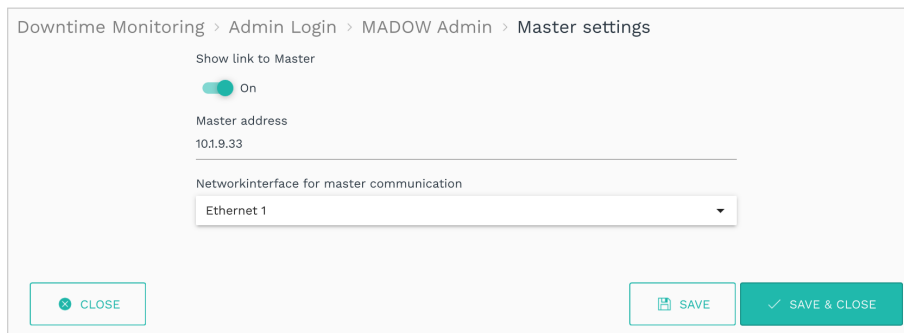 Downtime Monitoring > Admin Login > MADOW Admin > Master settings
Show link to Master
On
Master address
10.1.9.33
Networkinterface for master communication
Ethernet 1
CLOSE
SAVE
SAVE & CLOSE